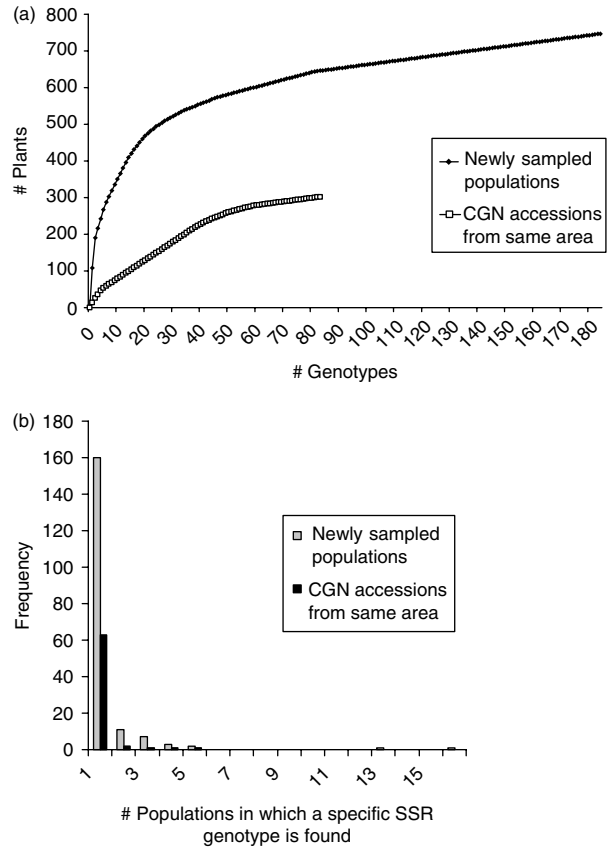 (a)
800
700
600
500
400
300
200
100
0
# Plants
0 10 20 30 40 50 60 70 80 90 100 110 120 130 140 150 160 170 180
# Genotypes
Newly sampled
populations
CGN accessions
from same area
(b)
180
160
140
120
100
80
60
40
20
0
Frequency
1 3 5 7 9 11 13 15
# Populations in which a specific SSR
genotype is found
Newly sampled
populations
CGN accessions
from same area